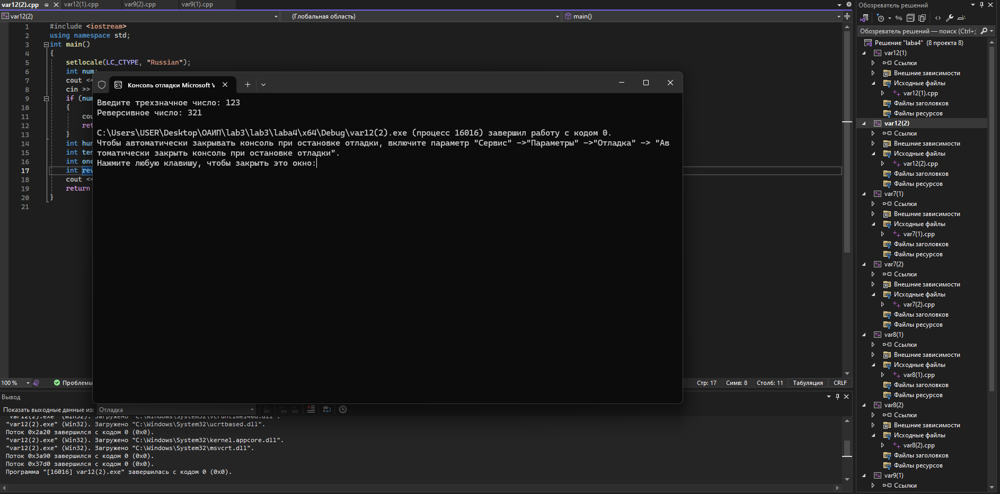 var12(2).cpp
var12(1).cpp
var9(2).cpp
var9(1).cpp
var12(2)
(Глобальная область)
main()
1 #include <iostream>
2 using namespace std;
3 int main()
4 {
5 setlocale(LC_CTYPE, "Russian");
6 int num;
7 cout <<
8 cin >>
9 if (num
10 {
11 cou
12 ret
13 }
14 int hun
15 int ten
16 int one
17 int rev
18 cout <<
19 return
20 }
21
Консоль отладки Microsoft V
Введите трехзначное число: 123
Реверсивное число: 321
C:\Users\USER\Desktop\ОАИП\lab3\lab3\laba4\x64\Debug\var12(2).exe (процесс 16016) завершил работу с кодом 0.
Чтобы автоматически закрывать консоль при остановке отладки, включите параметр "Сервис" ->"Параметры" ->"Отладка" -> "Ав
томатически закрыть консоль при остановке отладки".
Нажмите любую клавишу, чтобы закрыть это окно:
100 %
Проблемы
Стр: 17
Симв: 8
Столб: 11
Табуляция
CRLF
Вывод
Показать выходные данные из:
Отладка
"var12(2).exe" (Win32). Загружено "C:\Windows\System32\vcruntime140d.dll".
"var12(2).exe" (Win32). Загружено "C:\Windows\System32\ucrtbased.dll".
Поток 0x2a20 завершился с кодом 0 (0x0).
"var12(2).exe" (Win32). Загружено "C:\Windows\System32\kernel.appcore.dll".
"var12(2).exe" (Win32). Загружено "C:\Windows\System32\msvcrt.dll".
Поток 0x3a90 завершился с кодом 0 (0x0).
Поток 0x37d0 завершился с кодом 0 (0x0).
Программа "[16016] var12(2).exe" завершилась с кодом 0 (0x0).
Обозреватель решений
Обозреватель решений — поиск (Ctrl+;
Решение "laba4" (8 проекта 8)
var12(1)
Ссылки
Внешние зависимости
Исходные файлы
var12(1).cpp
Файлы заголовков
Файлы ресурсов
var12(2)
Ссылки
Внешние зависимости
Исходные файлы
var12(2).cpp
Файлы заголовков
Файлы ресурсов
var7(1)
Ссылки
Внешние зависимости
Исходные файлы
var7(1).cpp
Файлы заголовков
Файлы ресурсов
var7(2)
Ссылки
Внешние зависимости
Исходные файлы
var7(2).cpp
Файлы заголовков
Файлы ресурсов
var8(1)
Ссылки
Внешние зависимости
Исходные файлы
var8(1).cpp
Файлы заголовков
Файлы ресурсов
var8(2)
Ссылки
Внешние зависимости
Исходные файлы
var8(2).cpp
Файлы заголовков
Файлы ресурсов
var9(1)
Ссылки